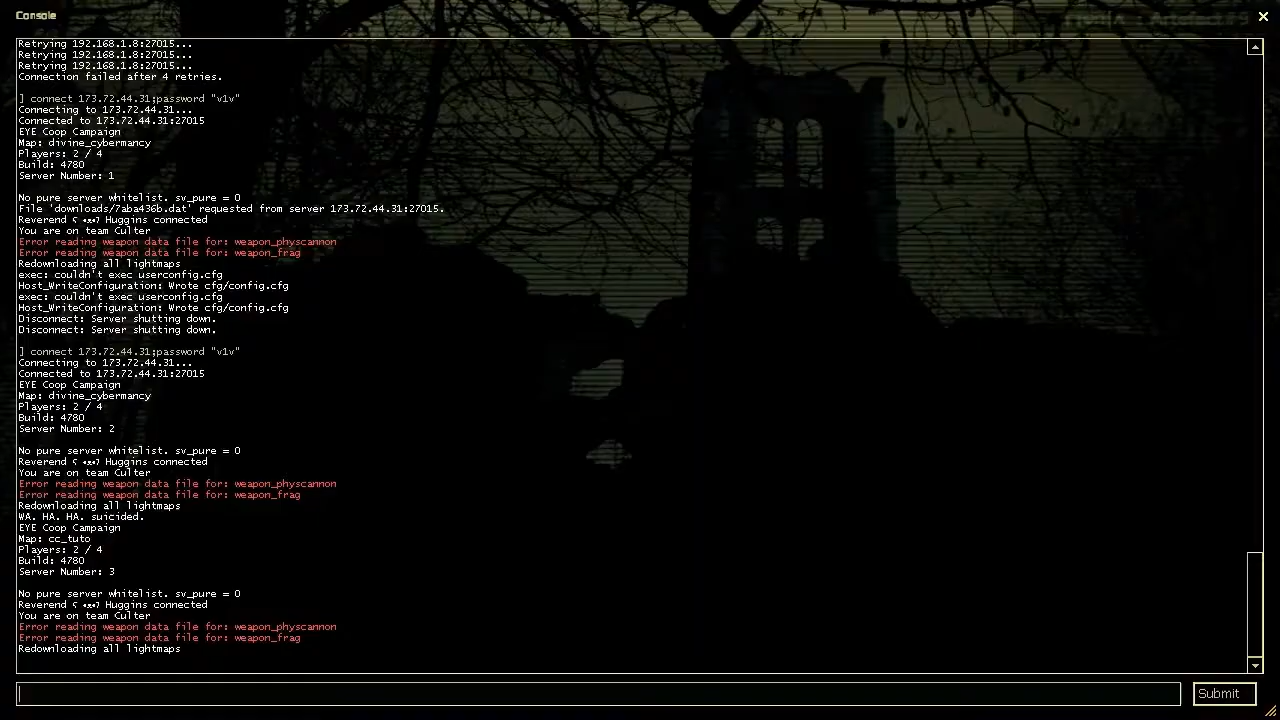 Console
Retrying 192.168.1.8:27015...
Retrying 192.168.1.8:27015...
Retrying 192.168.1.8:27015...
Connection failed after 4 retries.
] connect 173.72.44.31;password "v1v"
Connecting to 173.72.44.31...
Connected to 173.72.44.31:27015
EYE Coop Campaign
Map: divine_cybermancy
Players: 2 / 4
Build: 4780
Server Number: 1
No pure server whitelist. sv_pure = 0
File 'downloads/7aba436b.dat' requested from server 173.72.44.31:27015.
Reverend Huggins connected
You are on team Culter
Error reading weapon data file for: weapon_physcannon
Error reading weapon data file for: weapon_frag
Redownloading all lightmaps
exec: couldn't exec userconfig.cfg
Host_WriteConfiguration: Wrote cfg/config.cfg
exec: couldn't exec userconfig.cfg
Host_WriteConfiguration: Wrote cfg/config.cfg
Disconnect: Server shutting down.
Disconnect: Server shutting down.
] connect 173.72.44.31;password "v1v"
Connecting to 173.72.44.31...
Connected to 173.72.44.31:27015
EYE Coop Campaign
Map: divine_cybermancy
Players: 2 / 4
Build: 4780
Server Number: 2
No pure server whitelist. sv_pure = 0
Reverend Huggins connected
You are on team Culter
Error reading weapon data file for: weapon_physcannon
Error reading weapon data file for: weapon_frag
Redownloading all lightmaps
WA. HA. HA. suicided.
EYE Coop Campaign
Map: cc_tuto
Players: 2 / 4
Build: 4780
Server Number: 3
No pure server whitelist. sv_pure = 0
Reverend Huggins connected
You are on team Culter
Error reading weapon data file for: weapon_physcannon
Error reading weapon data file for: weapon_frag
Redownloading all lightmaps
Submit